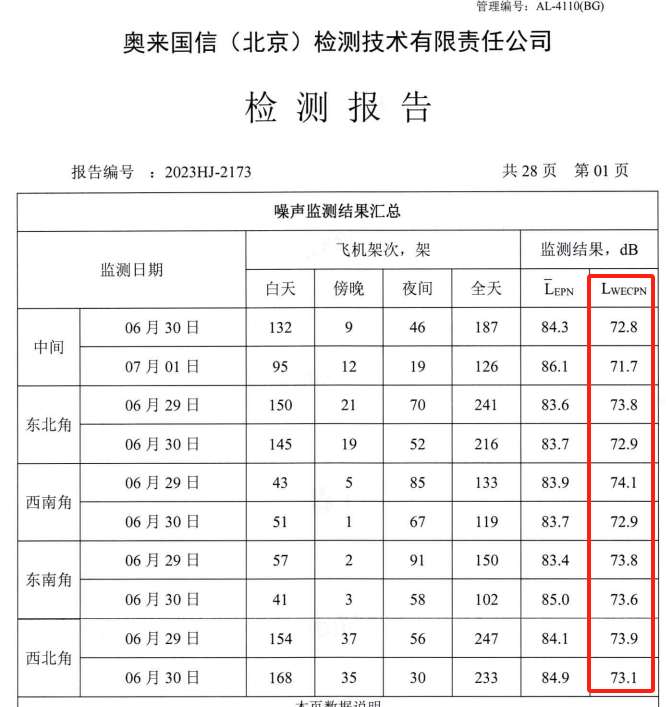 管理编号：AL-4110(BG)
奥来国信（北京）检测技术有限责任公司
检 测 报 告
报告编号 ：2023HJ-2173 共 28 页 第 01 页
噪声监测结果汇总
监测日期 飞机架次，架 监测结果，dB
白天 傍晚 夜间 全天 L̅EPN LWECPN
中间 06 月 30 日 132 9 46 187 84.3 72.8
07 月 01 日 95 12 19 126 86.1 71.7
东北角 06 月 29 日 150 21 70 241 83.6 73.8
06 月 30 日 145 19 52 216 83.7 72.9
西南角 06 月 29 日 43 5 85 133 83.9 74.1
06 月 30 日 51 1 67 119 83.7 72.9
东南角 06 月 29 日 57 2 91 150 83.4 73.8
06 月 30 日 41 3 58 102 85.0 73.6
西北角 06 月 29 日 154 37 56 247 84.1 73.9
06 月 30 日 168 35 30 233 84.9 73.1
本页数据说明